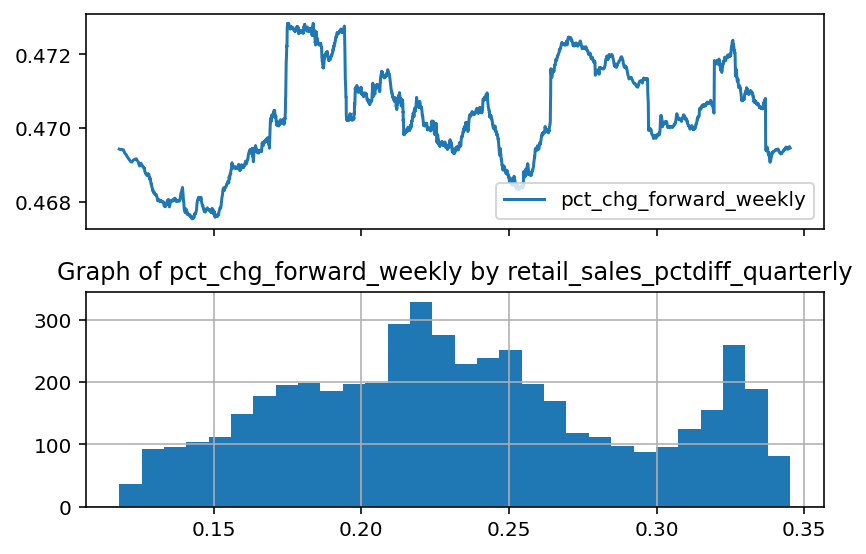 0.472
0.470
0.468
pct_chg_forward_weekly
Graph of pct_chg_forward_weekly by retail_sales_pctdiff_quarterly
300
200
100
0
0.15 0.20 0.25 0.30 0.35